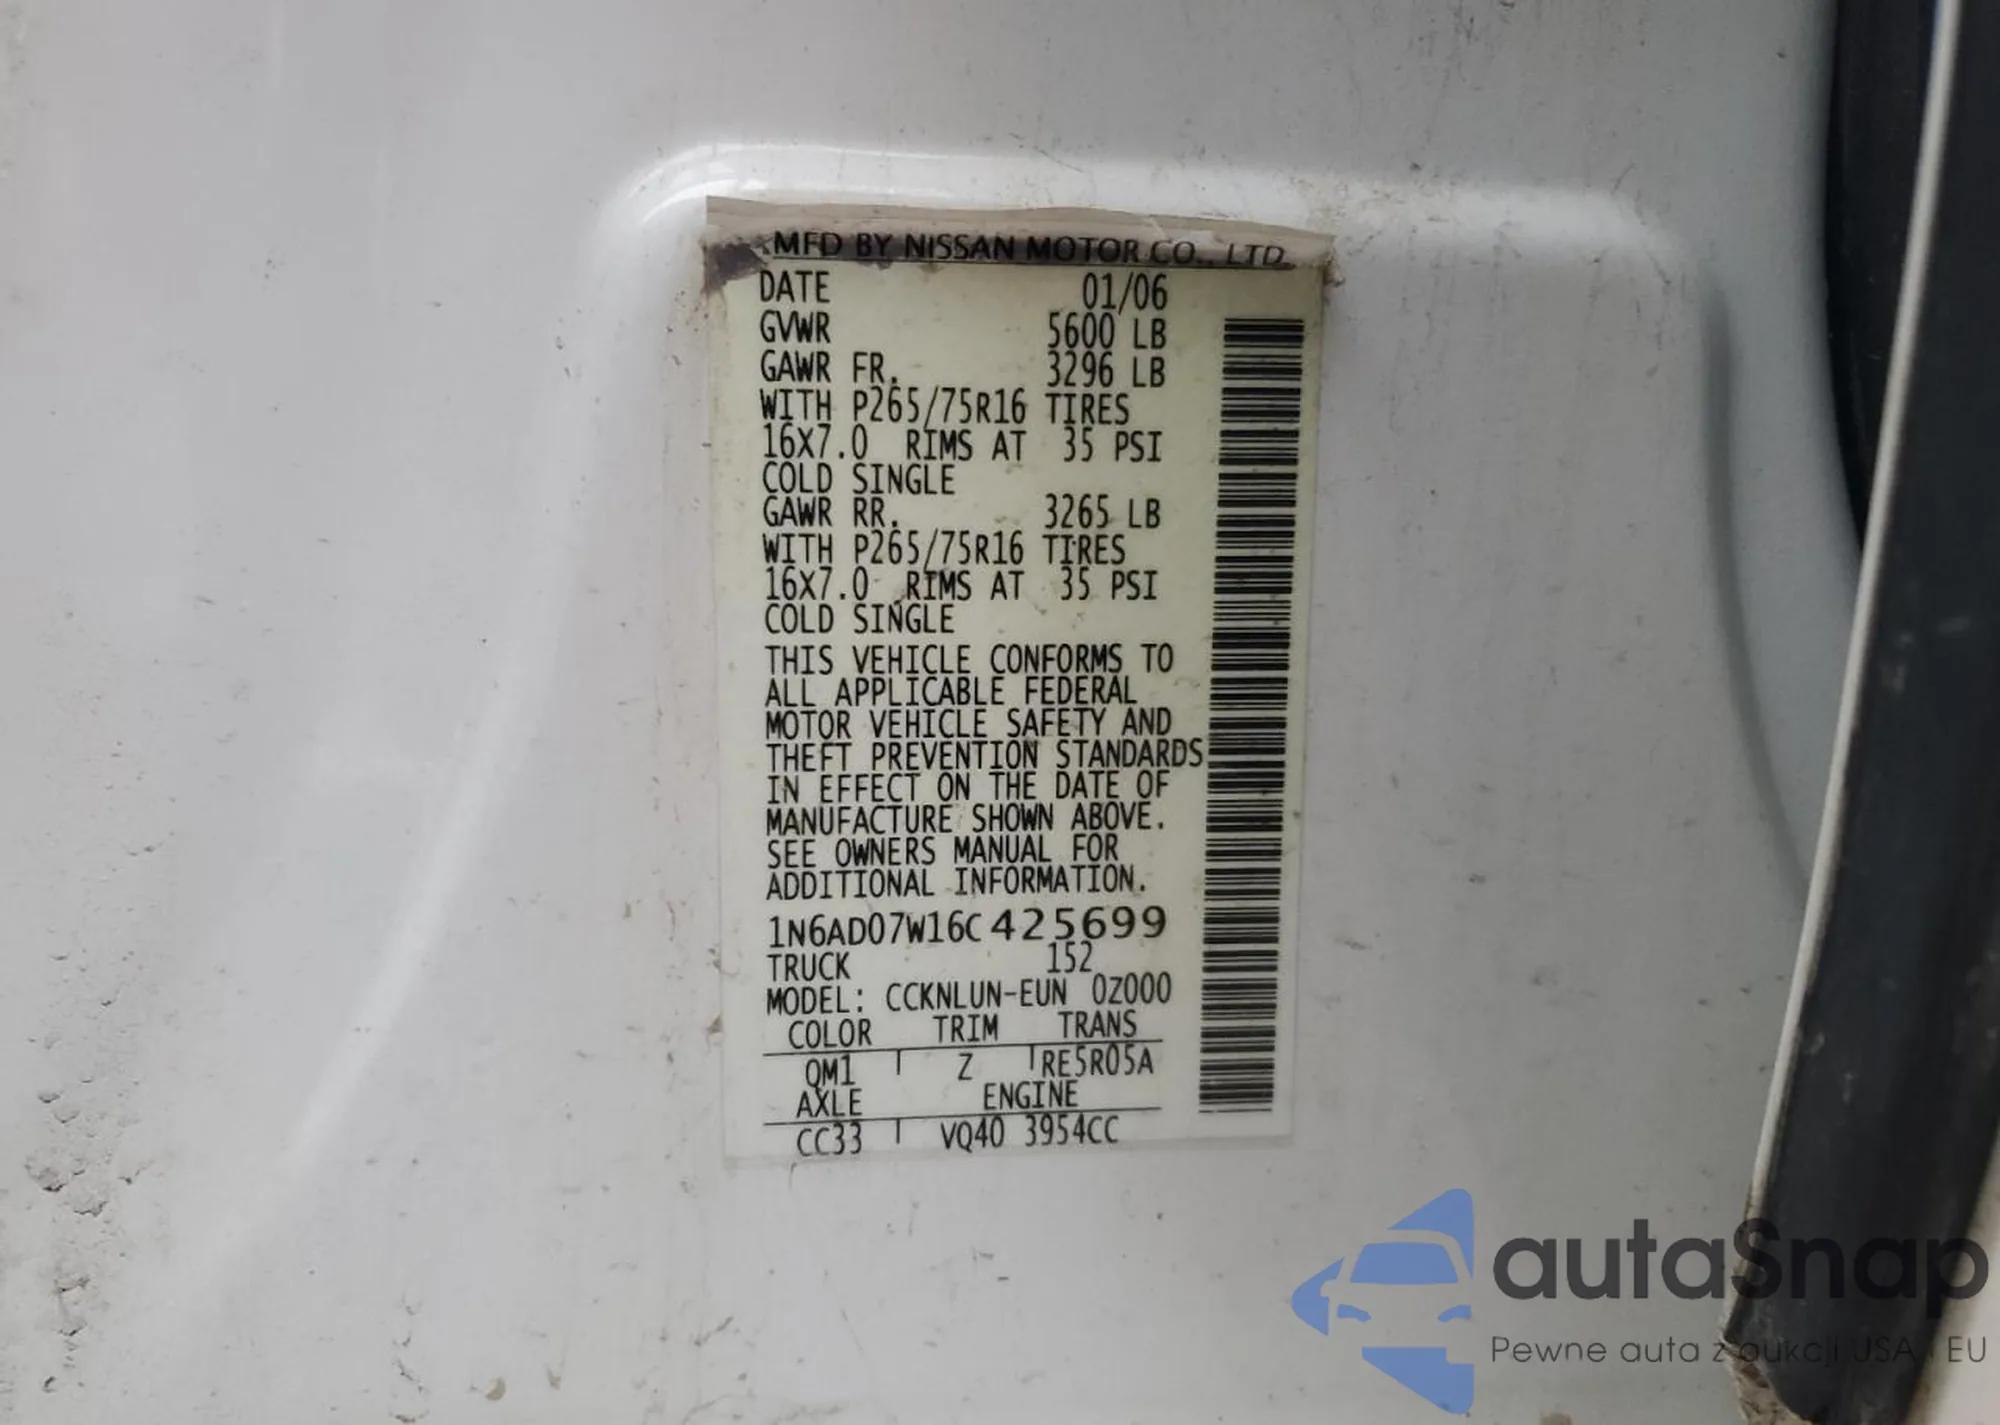 MFD BY NISSAN MOTOR CO., LTD.
DATE 01/06
GVWR 5600 LB
GAWR FR. 3296 LB
WITH P265/75R16 TIRES
16X7.0 RIMS AT 35 PSI
COLD SINGLE
GAWR RR. 3265 LB
WITH P265/75R16 TIRES
16X7.0 RIMS AT 35 PSI
COLD SINGLE
THIS VEHICLE CONFORMS TO
ALL APPLICABLE FEDERAL
MOTOR VEHICLE SAFETY AND
THEFT PREVENTION STANDARDS
IN EFFECT ON THE DATE OF
MANUFACTURE SHOWN ABOVE.
SEE OWNERS MANUAL FOR
ADDITIONAL INFORMATION.
1N6AD07W16C425699
TRUCK 152
MODEL: CCKNLUN-EUN 0Z000
COLOR TRIM TRANS
QM1 Z RE5R05A
AXLE ENGINE
CC33 VQ40 3954CC
autaSnap
Pewne auta z aukcji USA i EU